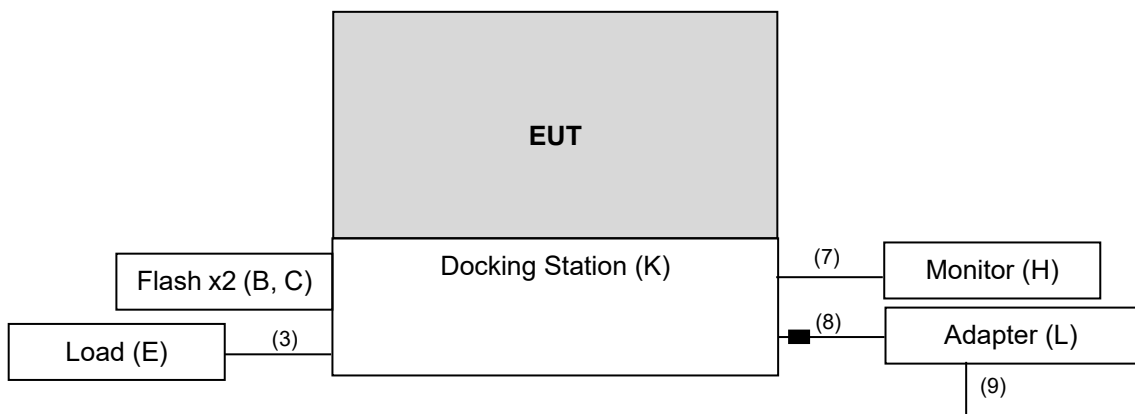 EUT
Docking Station (K)
Flash x2 (B, C)
(7)
Monitor (H)
Load (E)
(3)
(8)
Adapter (L)
(9)